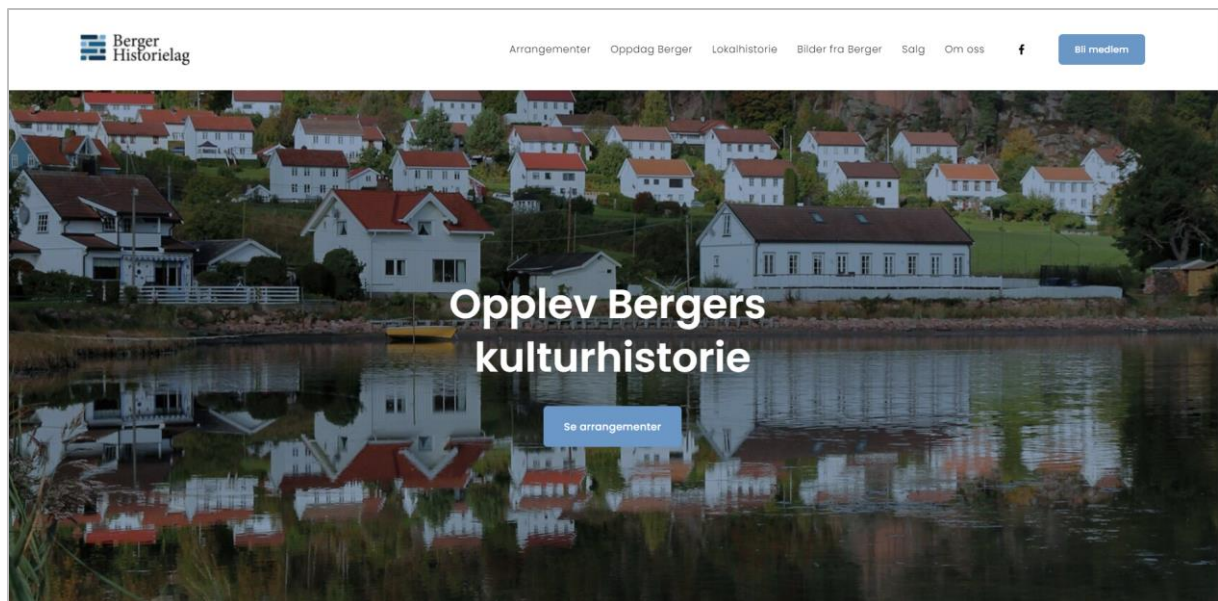 Berger
Historielag
Arrangementer Oppdag Berger Lokalhistorie Bilder fra Berger Salg Om oss f Bli medlem
Opplev Bergers
kulturhistorie
Se arrangementer